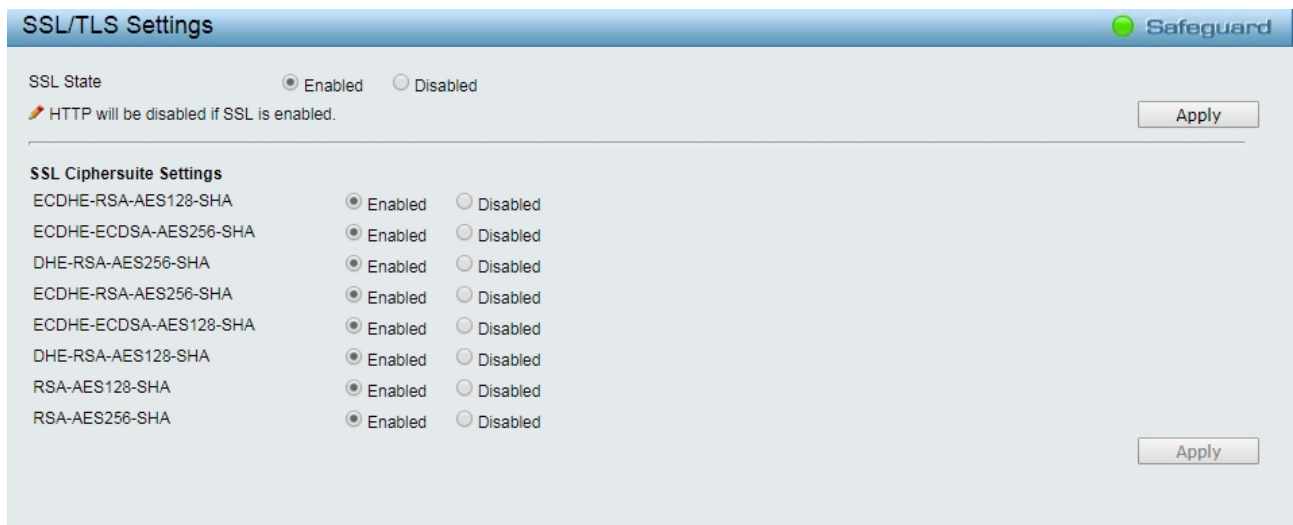 SSL/TLS Settings Safeguard
SSL State Enabled Disabled
HTTP will be disabled if SSL is enabled. Apply
SSL Ciphersuite Settings
ECDHE-RSA-AES128-SHA Enabled Disabled
ECDHE-ECDSA-AES256-SHA Enabled Disabled
DHE-RSA-AES256-SHA Enabled Disabled
ECDHE-RSA-AES256-SHA Enabled Disabled
ECDHE-ECDSA-AES128-SHA Enabled Disabled
DHE-RSA-AES128-SHA Enabled Disabled
RSA-AES128-SHA Enabled Disabled
RSA-AES256-SHA Enabled Disabled
Apply